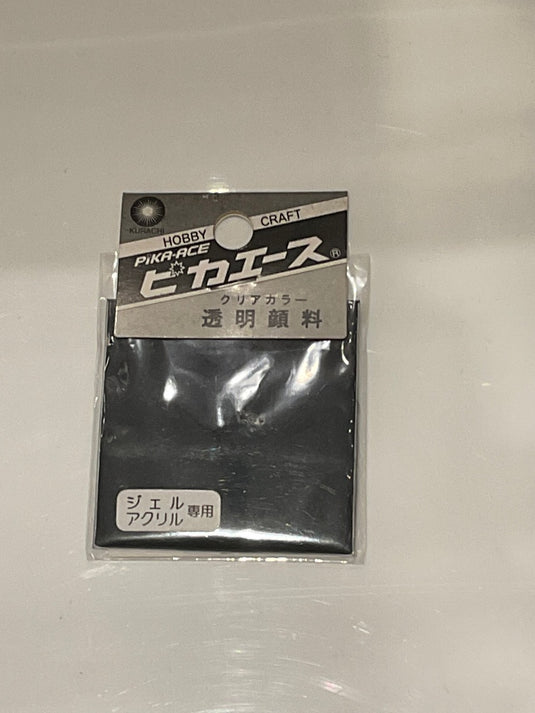 KURACHI
HOBBY CRAFT
PiKA-ACE
ピカエース®
クリアカラー
透明顔料
ジェル
アクリル 専用